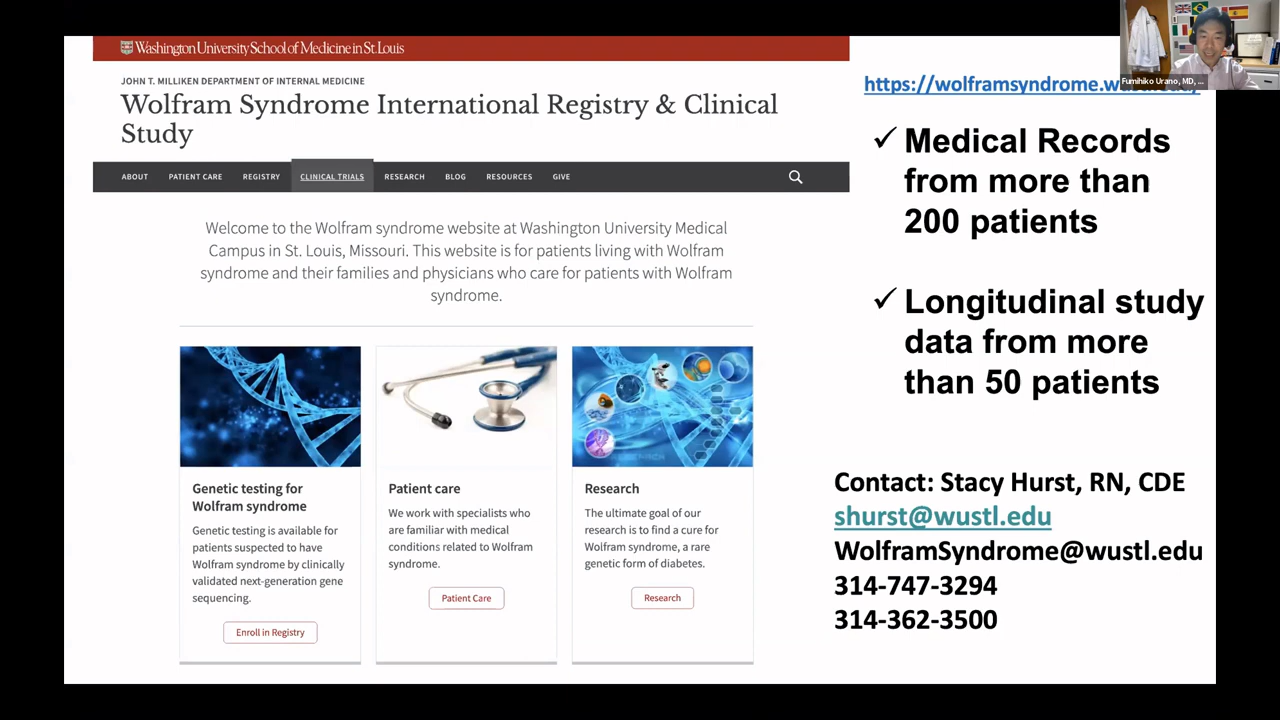 Washington University School of Medicine in St. Louis
JOHN T. MILLIKEN DEPARTMENT OF INTERNAL MEDICINE
Wolfram Syndrome International Registry & Clinical
Study
ABOUT PATIENT CARE REGISTRY CLINICAL TRIALS RESEARCH BLOG RESOURCES GIVE
Welcome to the Wolfram syndrome website at Washington University Medical
Campus in St. Louis, Missouri. This website is for patients living with Wolfram
syndrome and their families and physicians who care for patients with Wolfram
syndrome.
Genetic testing for
Wolfram syndrome
Genetic testing is available for
patients suspected to have
Wolfram syndrome by clinically
validated next-generation gene
sequencing.
Enroll in Registry
Patient care
We work with specialists who
are familiar with medical
conditions related to Wolfram
syndrome.
Patient Care
Research
The ultimate goal of our
research is to find a cure for
Wolfram syndrome, a rare
genetic form of diabetes.
Research
Fumihiko Urano, MD, ...
https://wolframsyndrome.w
✓ Medical Records
from more than
200 patients
✓ Longitudinal study
data from more
than 50 patients
Contact: Stacy Hurst, RN, CDE
shurst@wustl.edu
WolframSyndrome@wustl.edu
314-747-3294
314-362-3500